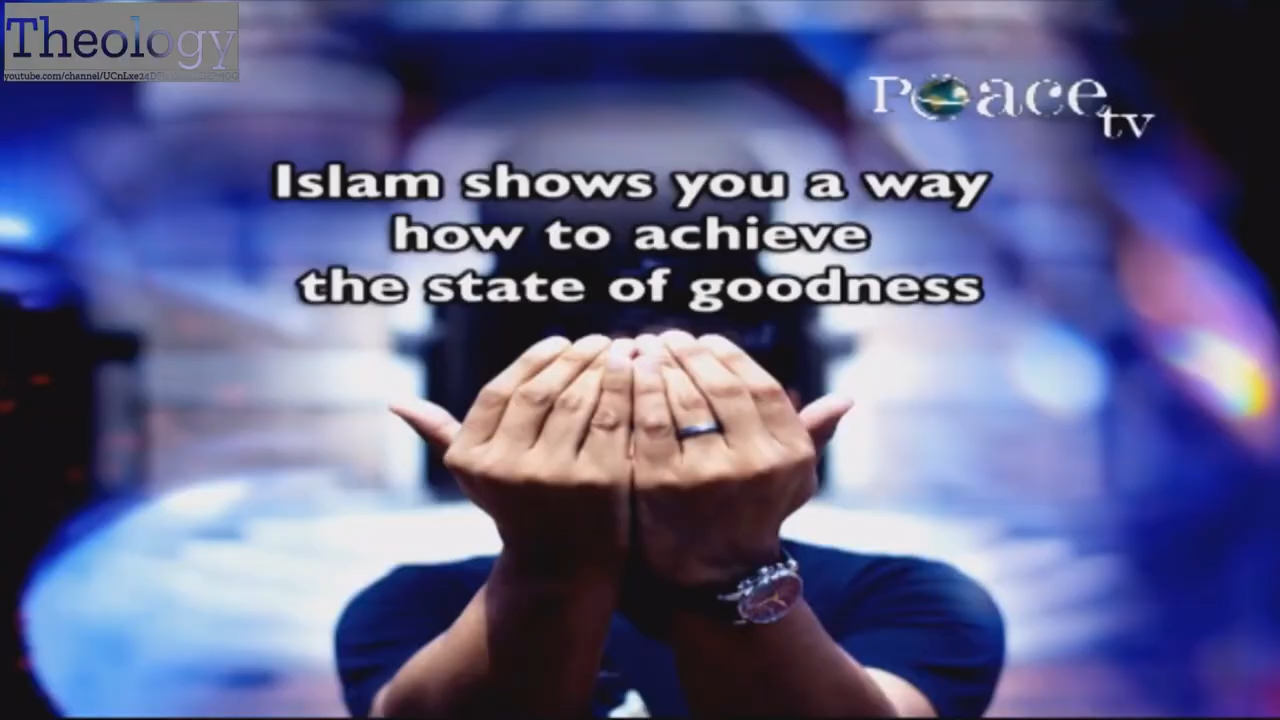 Theology
Peace
tv
Islam shows you a way
how to achieve
the state of goodness